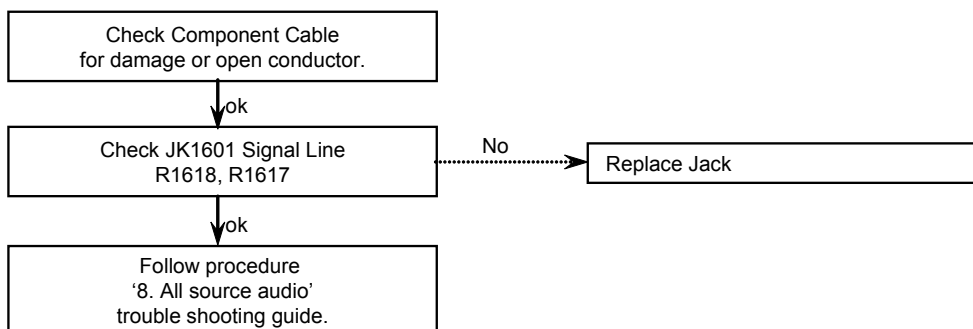 Check Component Cable
for damage or open conductor.
ok
Check JK1601 Signal Line
R1618, R1617
No
Replace Jack
ok
Follow procedure
‘8. All source audio’
trouble shooting guide.